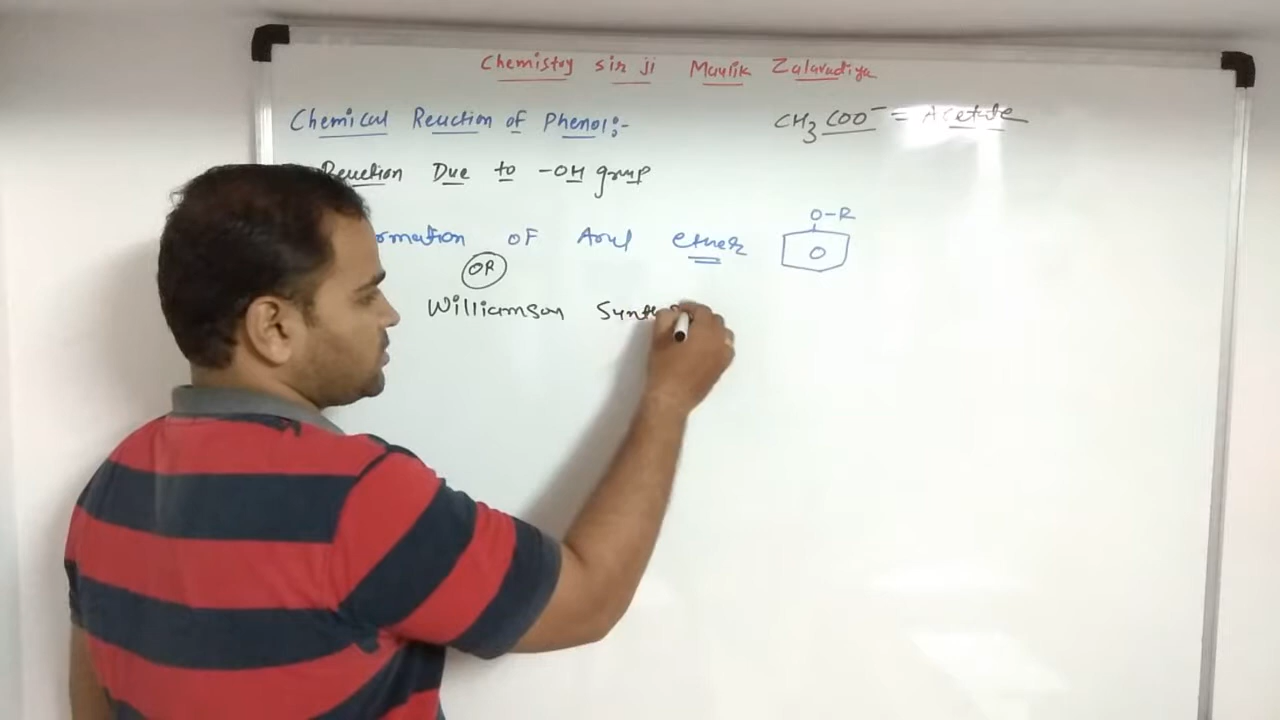 Chemistry sir ji Maulik Zalavadiya
Chemical Reaction of Phenol:-
CH3COO- = Acetate
Reaction Due to -OH group
ormation OF Aryl ether
O-R
O
OR
Williamson